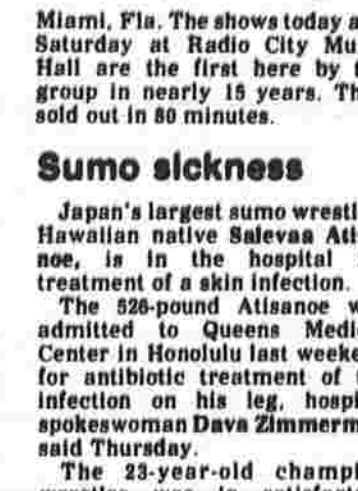 Miami, Fla. The shows today a
Saturday at Radio City Mu
Hall are the first here by
group in nearly 15 years. Th
sold out in 80 minutes.
Sumo sickness
Japan's largest sumo wrestl
Hawaiian native Salevaa Ati
noe, is in the hospital
treatment of a skin infection.
The 526-pound Atisanoe w
admitted to Queens Medi
Center in Honolulu last weeke
for antibiotic treatment of
infection on his leg, hospi
spokeswoman Dava Zimmerm
said Thursday.
The 23-year-old champi